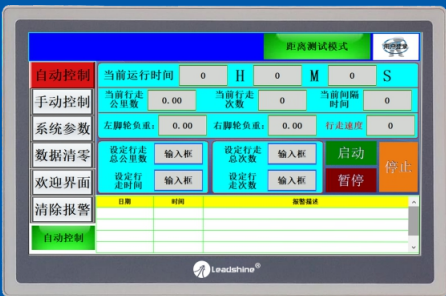 距离测试模式
用户登录
自动控制
手动控制
系统参数
数据清零
欢迎界面
清除报警
自动控制
当前运行时间 0 H 0 M 0 S
当前行走公里数 0.00 当前行走次数 0 当前间隔时间 0
左脚轮负重: 0.00 右脚轮负重: 0.00 行走速度 0
设定行走总公里数 输入框 设定行走总次数 输入框
设定行走时间 输入框 设定行走次数 输入框
启动
停止
暂停
日期 时间 报警描述
Leadshine®